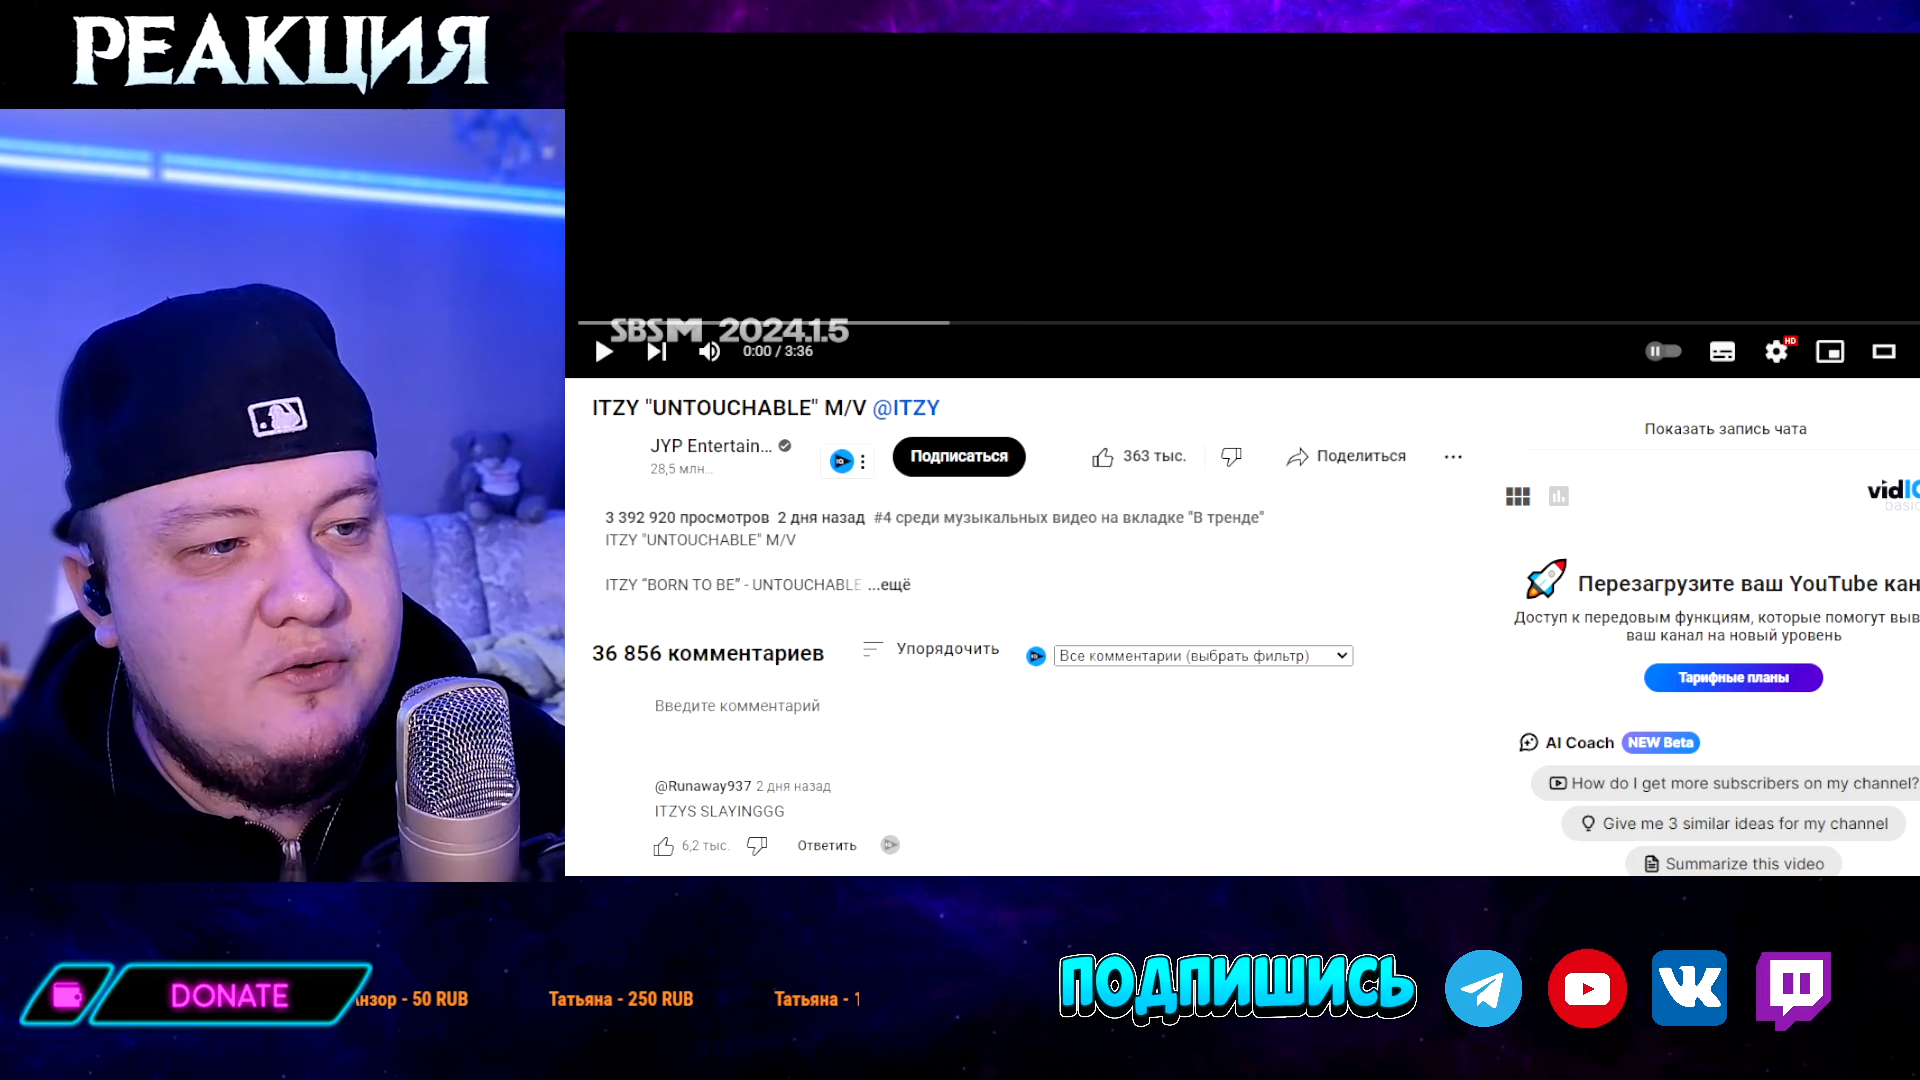 РЕАКЦИЯ
SBS M 2024.1.5
0:00 / 3:36
HD
ITZY "UNTOUCHABLE" M/V @ITZY
JYP Entertain...
28,5 млн...
Подписаться
363 тыс.
Поделиться
Показать запись чата
3 392 920 просмотров 2 дня назад #4 среди музыкальных видео на вкладке "В тренде"
ITZY "UNTOUCHABLE" M/V
ITZY "BORN TO BE" - UNTOUCHABLE ...ещё
vidIQ
basic
Перезагрузите ваш YouTube кан
Доступ к передовым функциям, которые помогут выв
ваш канал на новый уровень
Тарифные планы
36 856 комментариев
Упорядочить
Все комментарии (выбрать фильтр)
Введите комментарий
AI Coach NEW Beta
How do I get more subscribers on my channel?
Give me 3 similar ideas for my channel
Summarize this video
@Runaway937 2 дня назад
ITZYS SLAYINGGG
6,2 тыс.
Ответить
DONATE
нзор - 50 RUB
Татьяна - 250 RUB
Татьяна - 1
ПОДПИШИСЬ